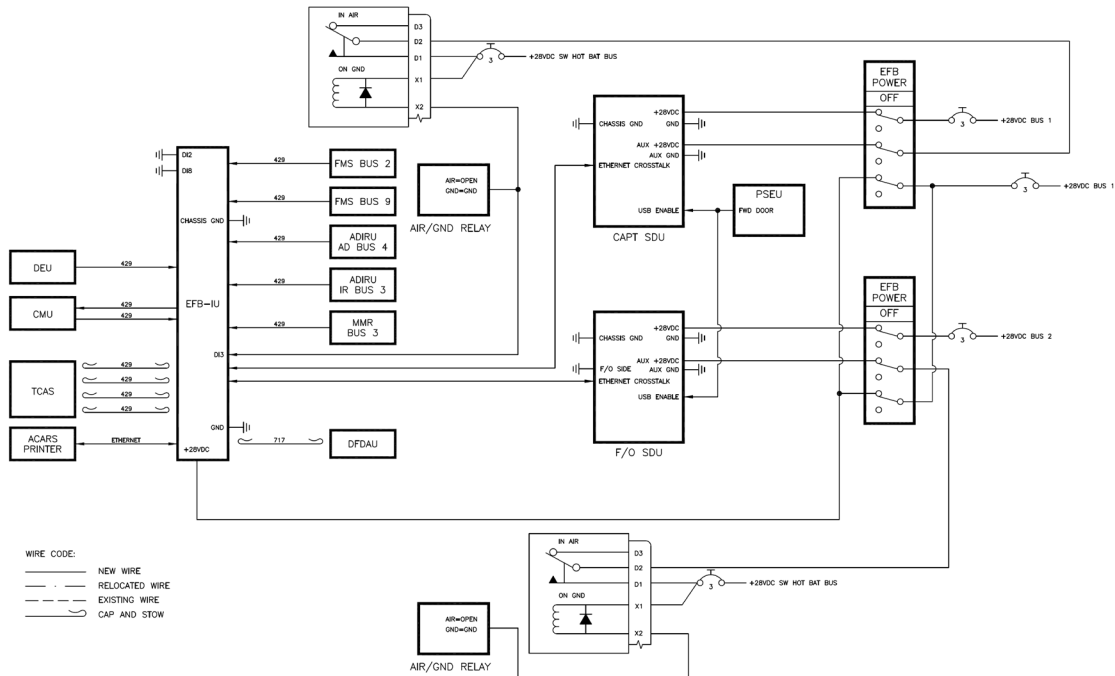 IN AIR
D3
D2
D1
ON GND
X1
X2
3
+28VDC SW HOT BAT BUS
EFB
POWER
OFF
+28VDC
CHASSIS GND
GND
AUX +28VDC
AUX GND
ETHERNET CROSSTALK
USB ENABLE
CAPT SDU
3
+28VDC BUS 1
3
+28VDC BUS 1
PSEU
FWD DOOR
AIR=OPEN
GND=GND
AIR/GND RELAY
DI2
DI8
CHASSIS GND
EFB-IU
DI3
GND
+28VDC
429
FMS BUS 2
429
FMS BUS 9
429
ADIRU
AD BUS 4
429
ADIRU
IR BUS 3
429
MMR
BUS 3
717
DFDAU
DEU
429
CMU
429
429
TCAS
429
429
429
429
ACARS
PRINTER
ETHERNET
EFB
POWER
OFF
+28VDC
CHASSIS GND
GND
AUX +28VDC
F/O SIDE
AUX GND
ETHERNET CROSSTALK
USB ENABLE
F/O SDU
3
+28VDC BUS 2
WIRE CODE:
NEW WIRE
RELOCATED WIRE
EXISTING WIRE
CAP AND STOW
IN AIR
D3
D2
D1
ON GND
X1
X2
3
+28VDC SW HOT BAT BUS
AIR=OPEN
GND=GND
AIR/GND RELAY